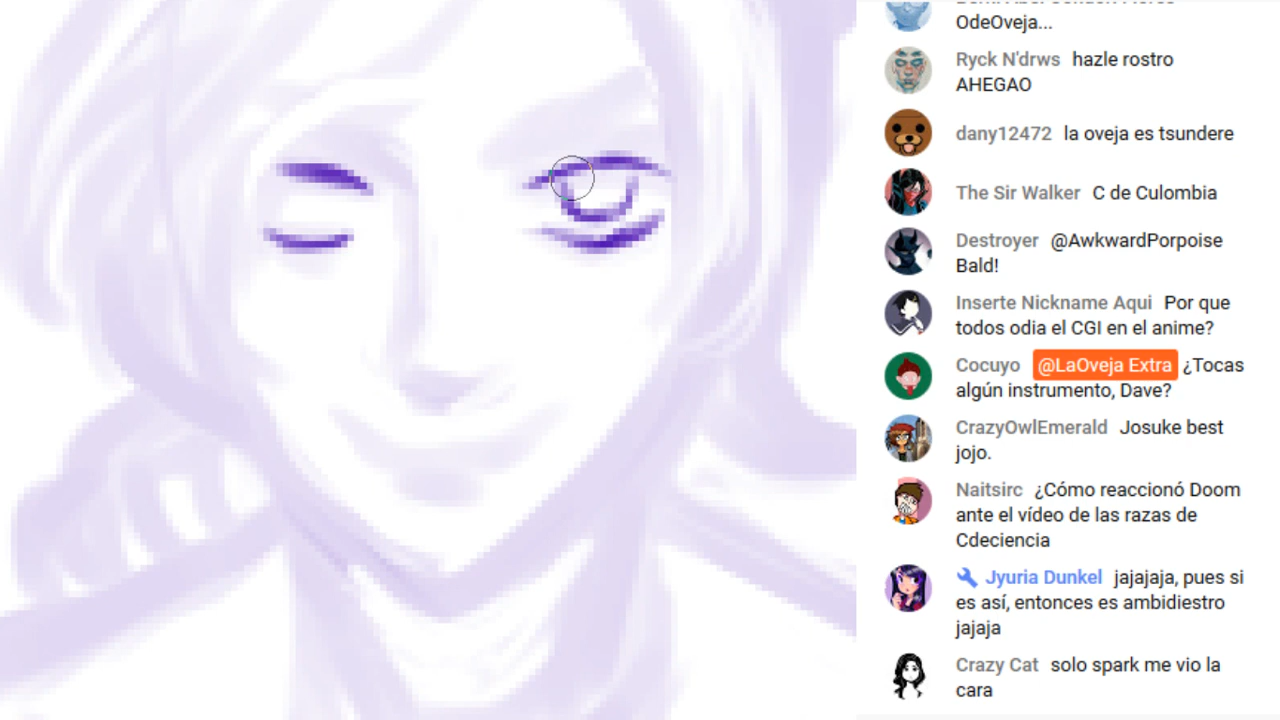 OdeOveja...
Ryck N'drws hazle rostro
AHEGAO
dany12472 la oveja es tsundere
The Sir Walker C de Culombia
Destroyer @AwkwardPorpoise
Bald!
Inserte Nickname Aqui Por que
todos odia el CGI en el anime?
Cocuyo @LaOveja Extra ¿Tocas
algún instrumento, Dave?
CrazyOwlEmerald Josuke best
jojo.
Naitsirc ¿Cómo reaccionó Doom
ante el vídeo de las razas de
Cdeciencia
Jyuria Dunkel jajajaja, pues si
es así, entonces es ambidiestro
jajaja
Crazy Cat solo spark me vio la
cara